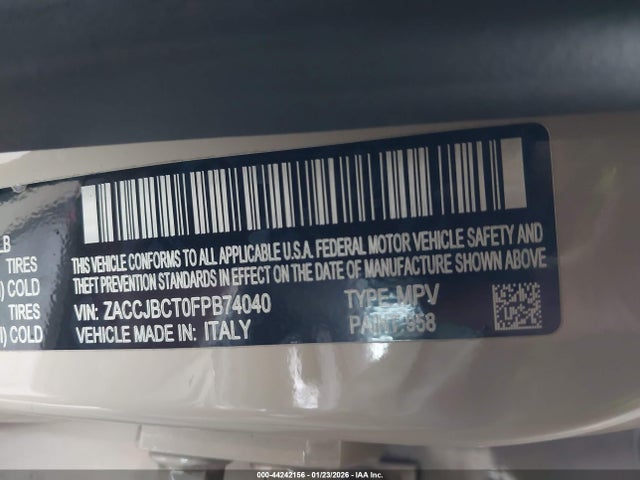 LB
TIRES
) COLD
TIRES
I) COLD
THIS VEHICLE CONFORMS TO ALL APPLICABLE U.S.A. FEDERAL MOTOR VEHICLE SAFETY AND
THEFT PREVENTION STANDARDS IN EFFECT ON THE DATE OF MANUFACTURE SHOWN ABOVE
VIN: ZACCJBCT0FPB74040
TYPE: MPV
VEHICLE MADE IN: ITALY
PAINT: 958
000-44242156 - 01/23/2026 - IAA Inc.